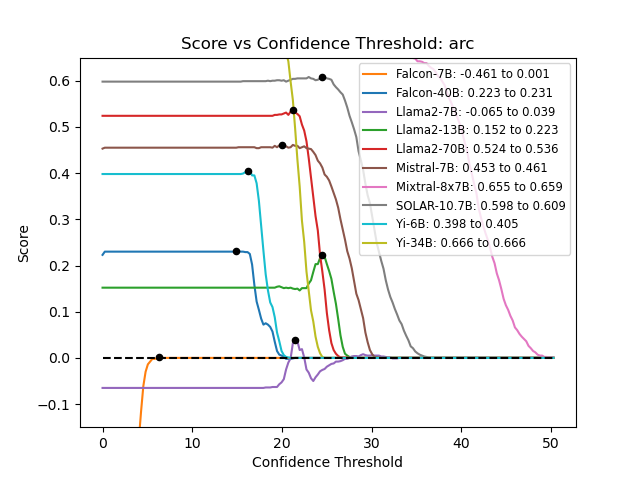 Score vs Confidence Threshold: arc
0.6
0.5
0.4
0.3
0.2
0.1
0.0
−0.1
Score
Falcon-7B: -0.461 to 0.001
Falcon-40B: 0.223 to 0.231
Llama2-7B: -0.065 to 0.039
Llama2-13B: 0.152 to 0.223
Llama2-70B: 0.524 to 0.536
Mistral-7B: 0.453 to 0.461
Mixtral-8x7B: 0.655 to 0.659
SOLAR-10.7B: 0.598 to 0.609
Yi-6B: 0.398 to 0.405
Yi-34B: 0.666 to 0.666
0 10 20 30 40 50
Confidence Threshold